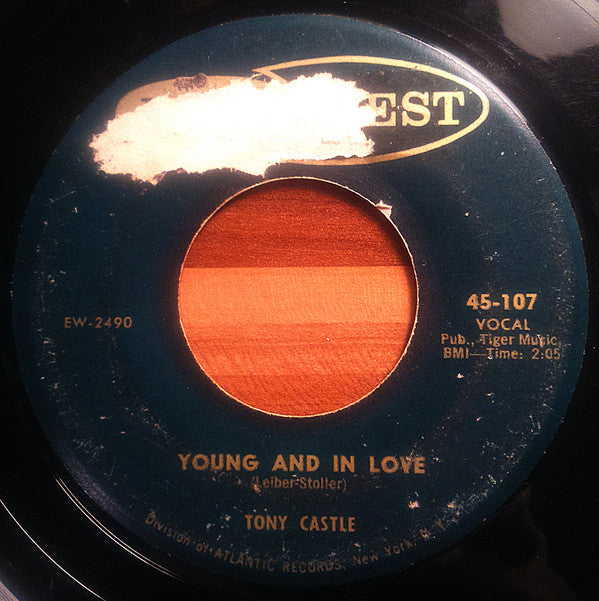 EST
EW-2490
45-107
VOCAL
Pub., Tiger Music,
BMI—Time: 2:05
YOUNG AND IN LOVE
(Leiber-Stoller)
TONY CASTLE
Division of ATLANTIC RECORDS, New York, N. Y.